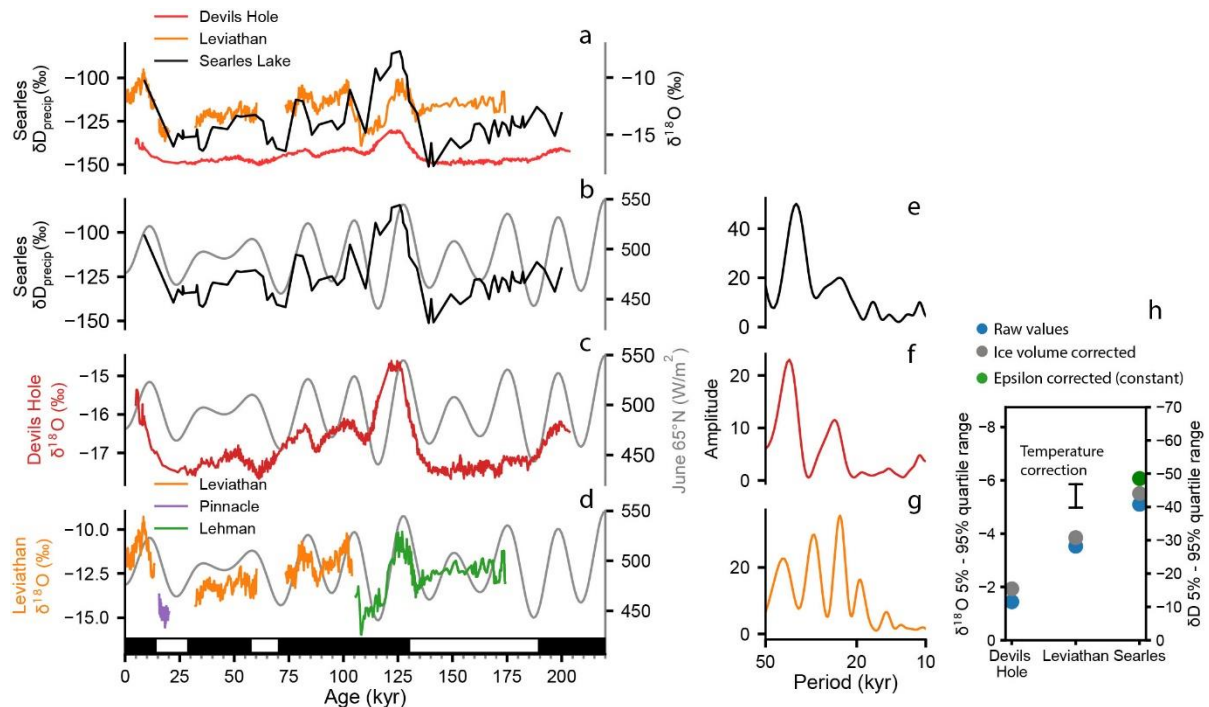 Devils Hole
Leviathan
Searles Lake
a
Searles
δD_precip (‰)
−100
−125
−150
−10
−15
δ¹⁸O (‰)
b
Searles
δD_precip (‰)
−100
−125
−150
550
500
450
c
Devils Hole
δ¹⁸O (‰)
−15
−16
−17
550
500
450
June 65°N (W/m²)
Leviathan
Pinnacle
Lehman
d
Leviathan
δ¹⁸O (‰)
−10.0
−12.5
−15.0
550
500
450
0 25 50 75 100 125 150 175 200
Age (kyr)
e
40
20
0
f
20
10
0
Amplitude
g
20
0
50 20 10
Period (kyr)
h
Raw values
Ice volume corrected
Epsilon corrected (constant)
Temperature
correction
δ¹⁸O 5% - 95% quartile range
−8
−6
−4
−2
0
−70
−60
−50
−40
−30
−20
−10
0
δD 5% - 95% quartile range
Devils
Hole
Leviathan
Searles